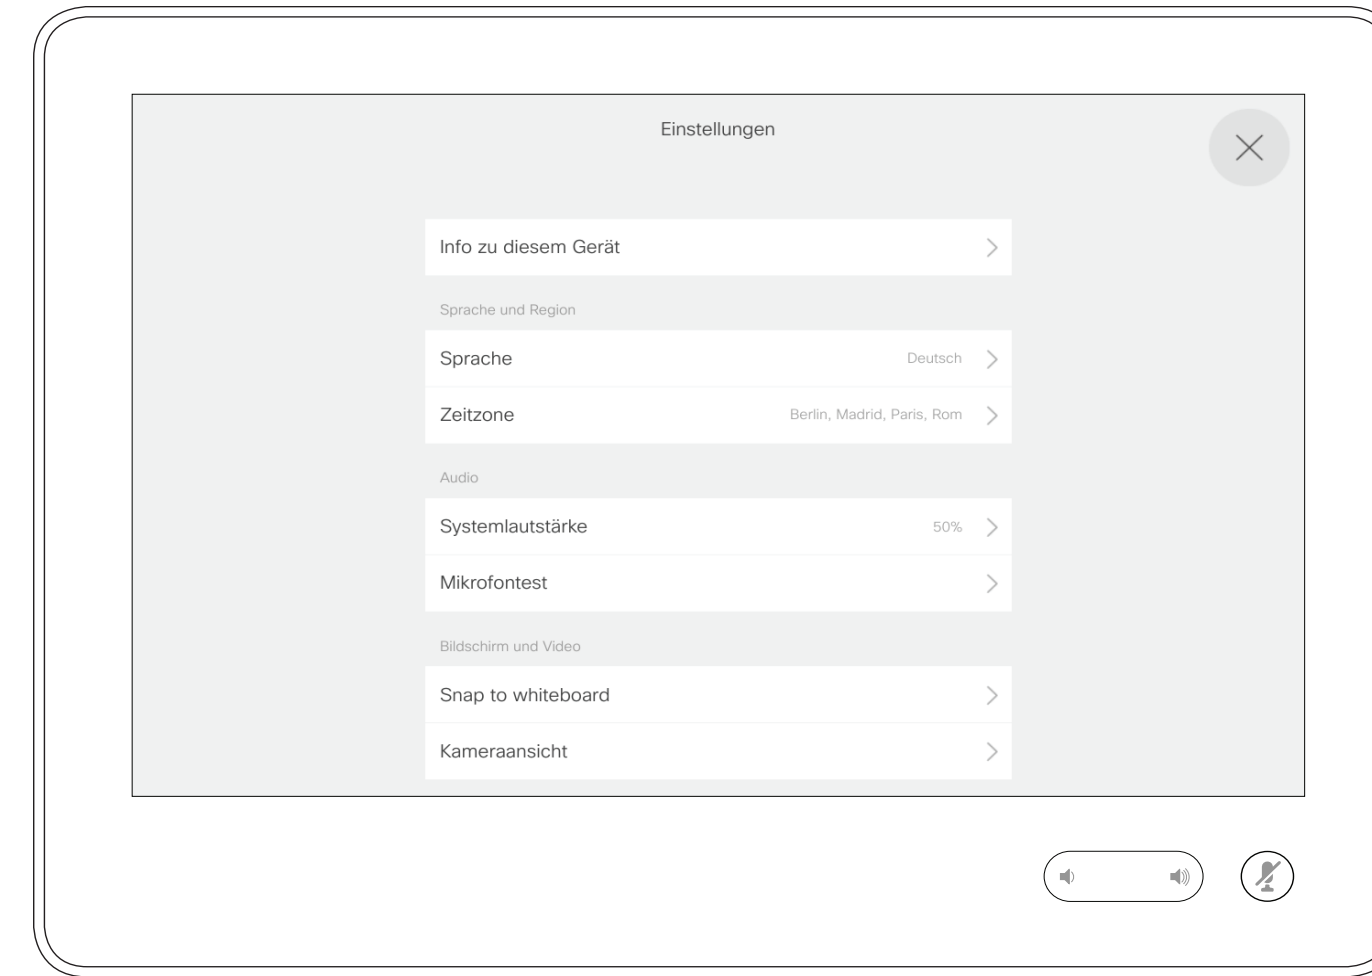 Einstellungen
Info zu diesem Gerät
Sprache und Region
Sprache Deutsch
Zeitzone Berlin, Madrid, Paris, Rom
Audio
Systemlautstärke 50%
Mikrofontest
Bildschirm und Video
Snap to whiteboard
Kameraansicht